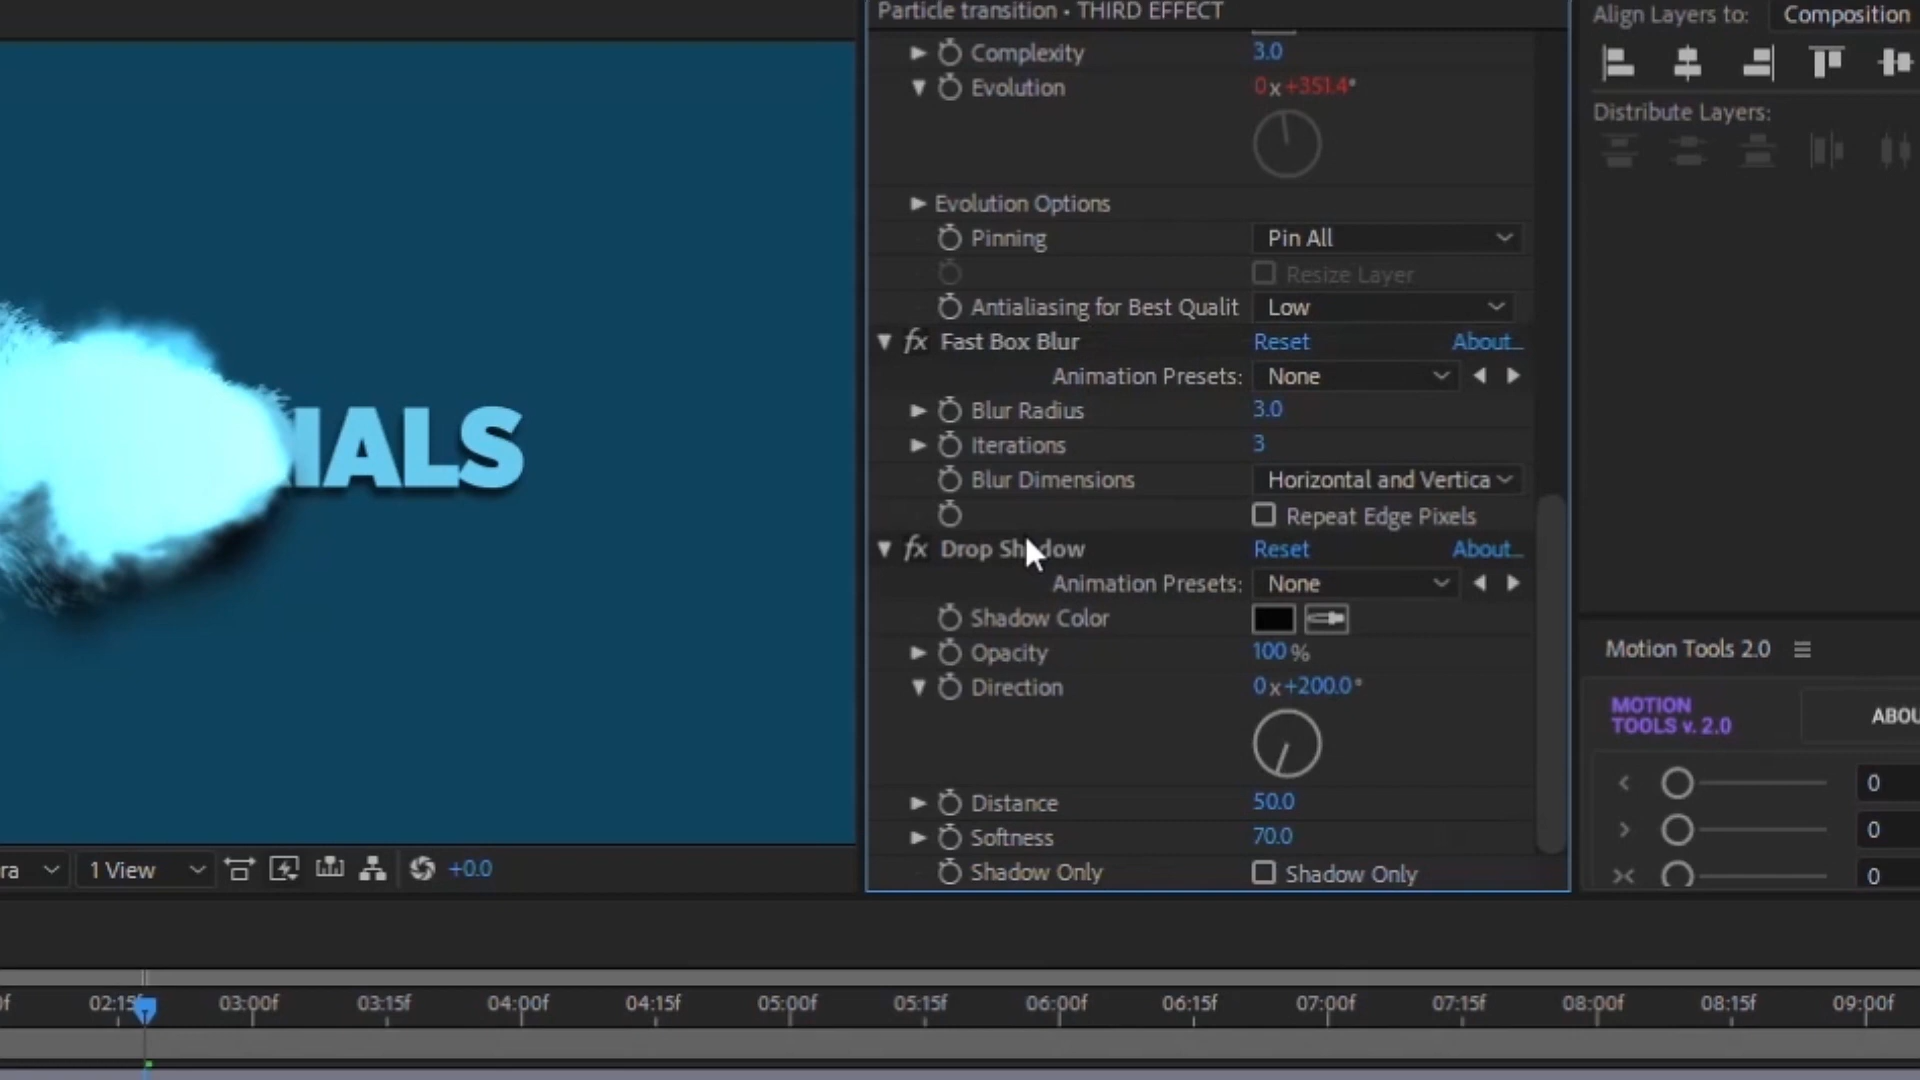 Particle transition • THIRD EFFECT
Complexity 3.0
Evolution 0x+351.4°
Evolution Options
Pinning Pin All
Resize Layer
Antialiasing for Best Qualit Low
fx Fast Box Blur Reset About...
Animation Presets: None
Blur Radius 3.0
Iterations 3
Blur Dimensions Horizontal and Vertica
Repeat Edge Pixels
fx Drop Shadow Reset About...
Animation Presets: None
Shadow Color
Opacity 100 %
Direction 0x+200.0°
Distance 50.0
Softness 70.0
Shadow Only Shadow Only
IALS
ra 1 View +0.0
Align Layers to: Composition
Distribute Layers:
Motion Tools 2.0
MOTION
TOOLS v. 2.0
ABOU
0
0
0
0f 02:15f 03:00f 03:15f 04:00f 04:15f 05:00f 05:15f 06:00f 06:15f 07:00f 07:15f 08:00f 08:15f 09:00f